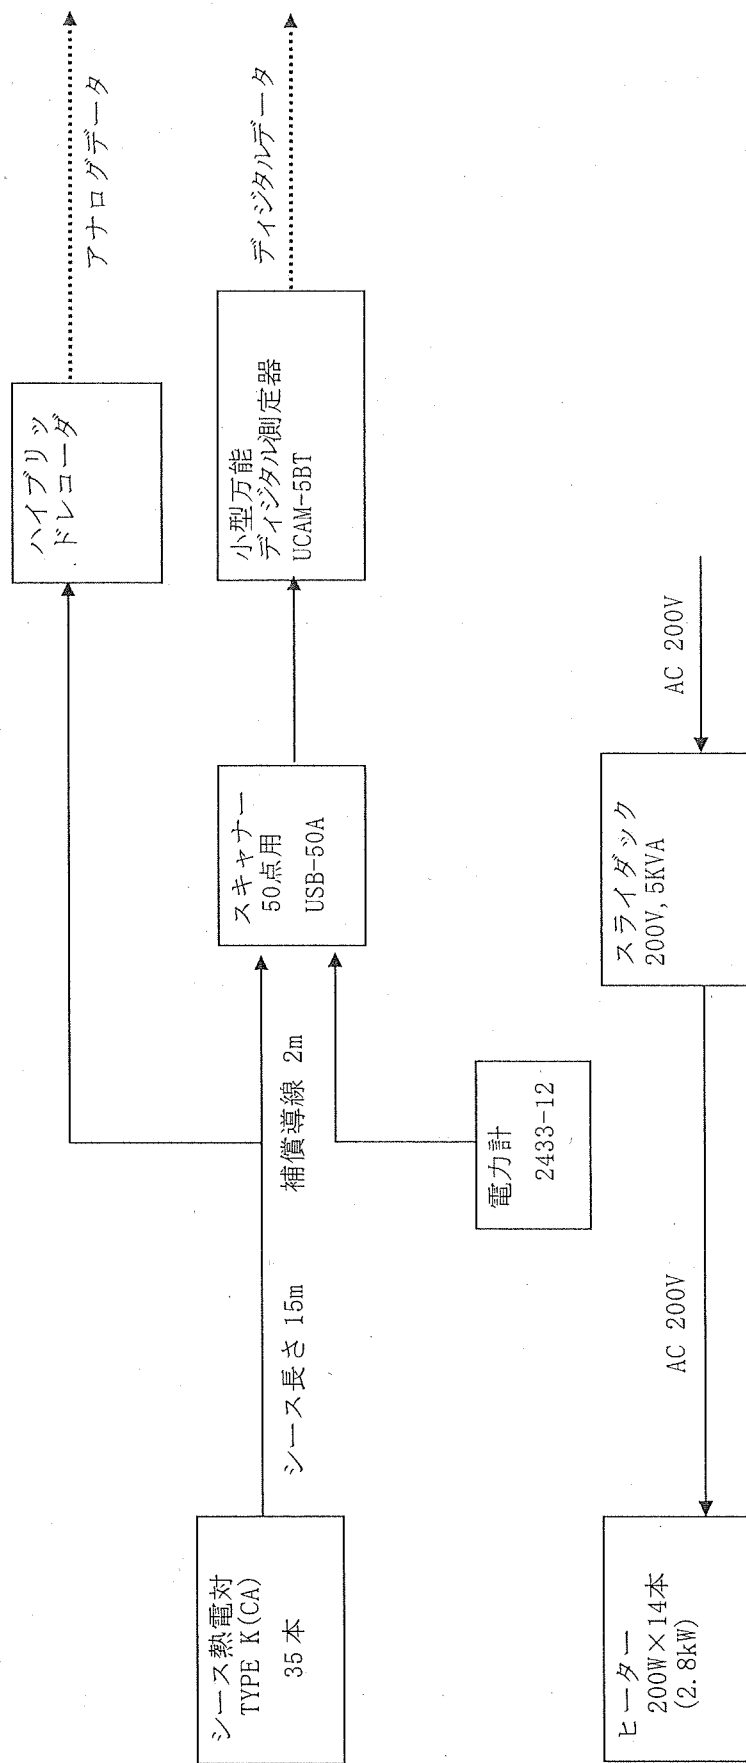 シース熱電対
TYPE K(CA)
35本
シース長さ 15m
補償導線 2m
ハイブリッ
ドレコーダ
アナログデータ
スキャナー
50点用
USB-50A
小型万能
ディジタル測定器
UCAM-5BT
ディジタルデータ
電力計
2433-12
ヒーター
200W×14本
(2.8kW)
AC 200V
スライダック
200V, 5KVA
AC 200V